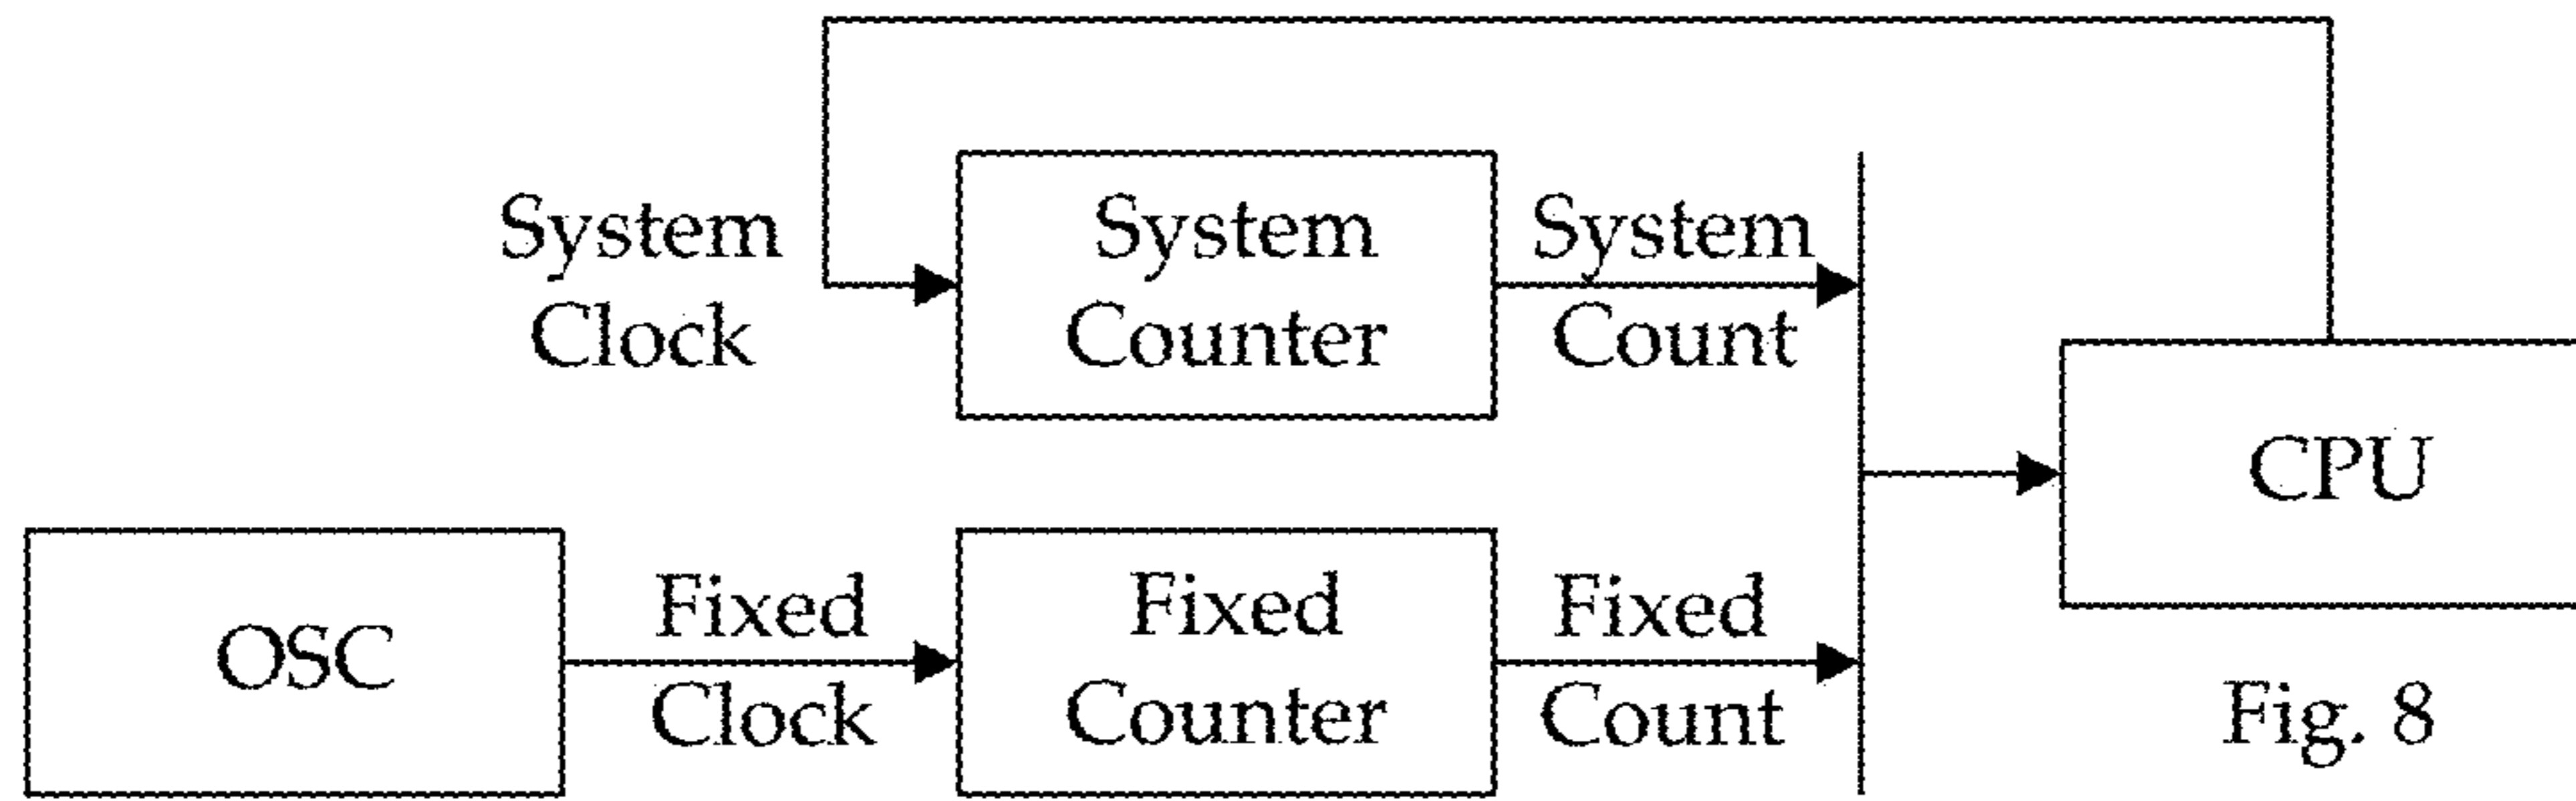 System
Clock
System
Counter
System
Count
CPU
OSC
Fixed
Clock
Fixed
Counter
Fixed
Count
Fig. 8